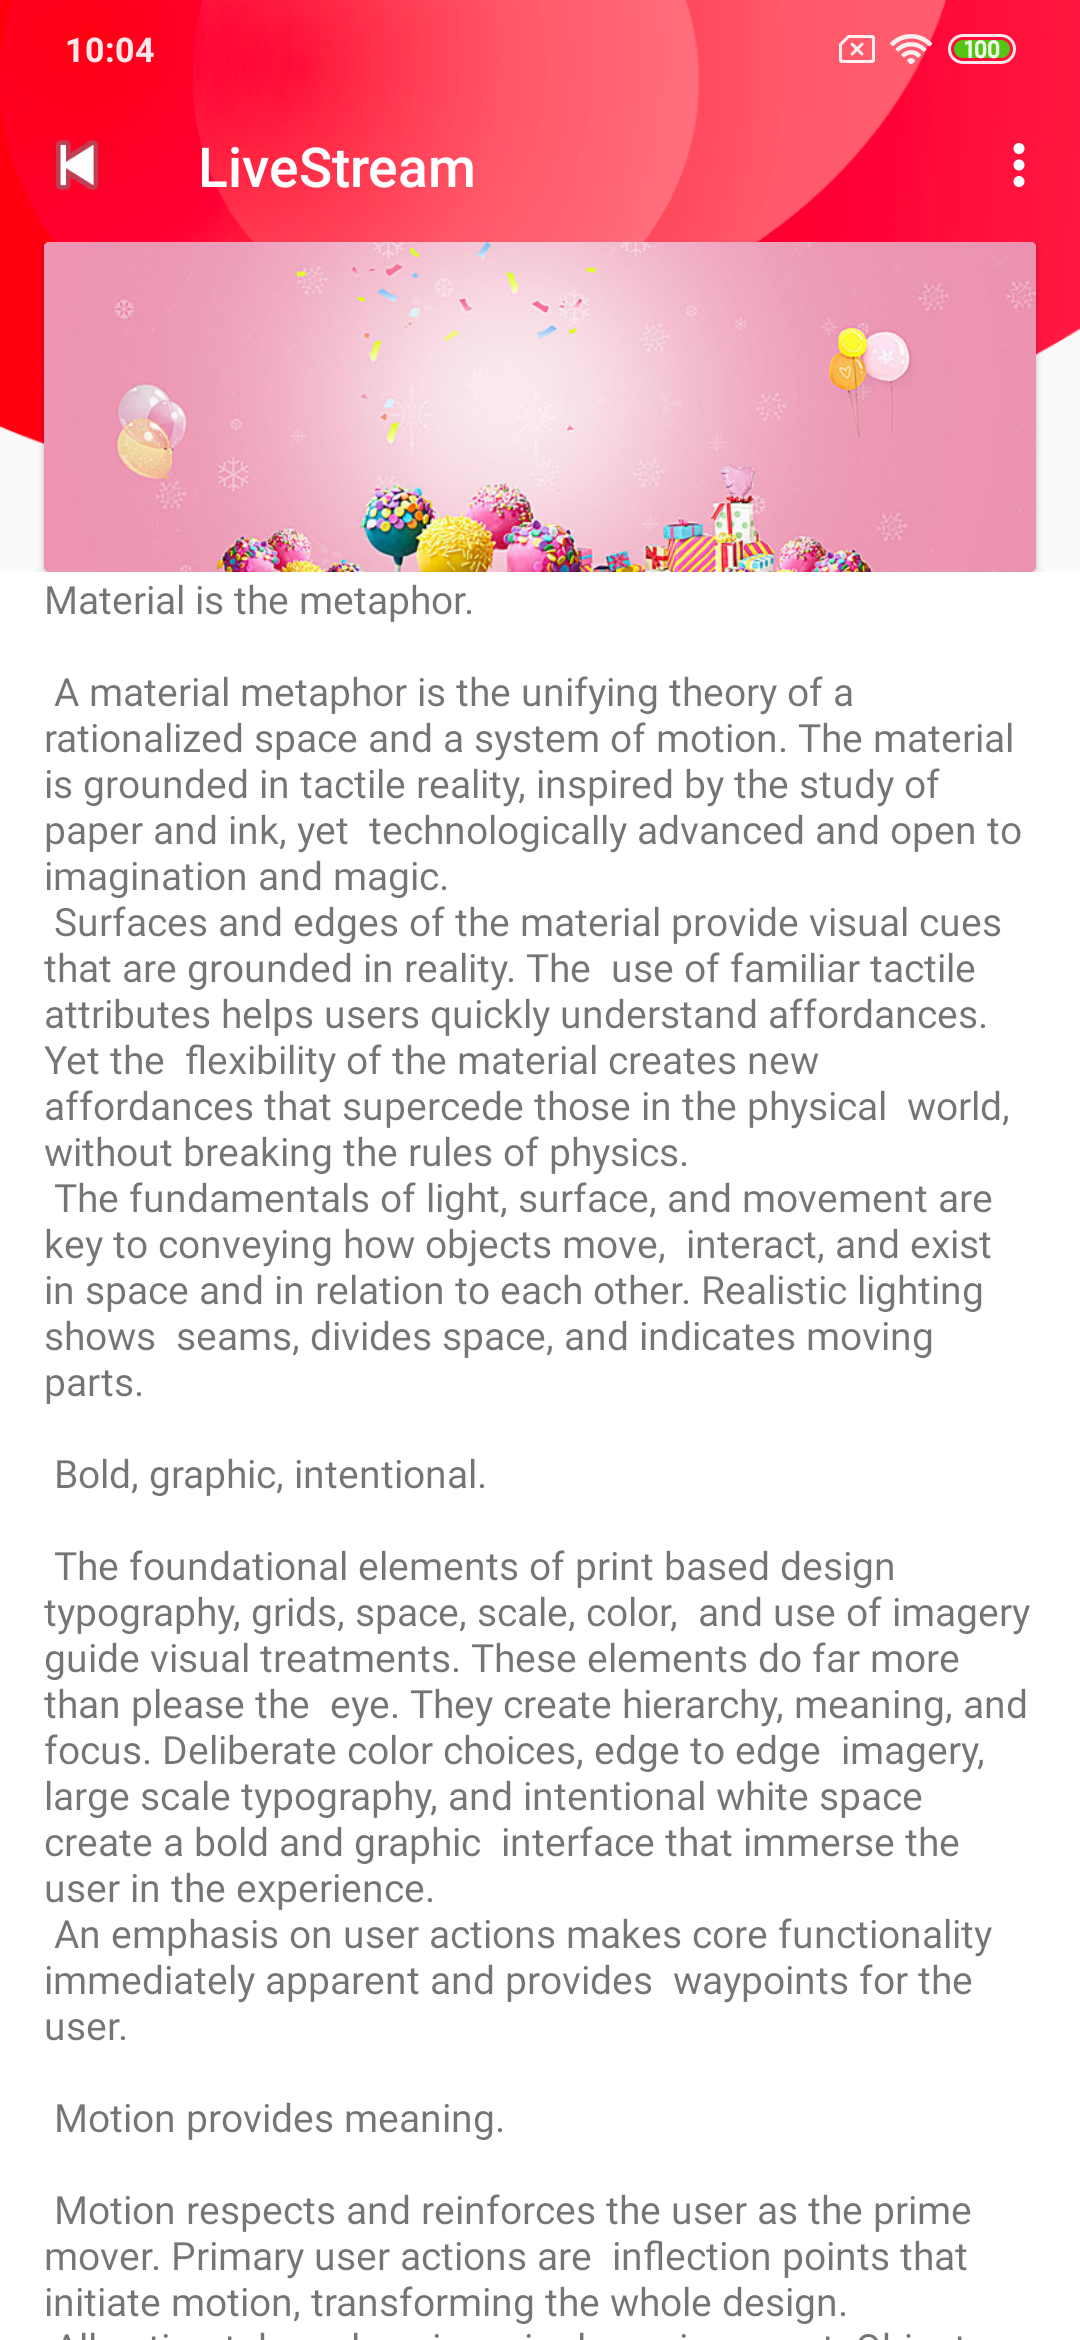 10:04
100
LiveStream
Material is the metaphor.
A material metaphor is the unifying theory of a
rationalized space and a system of motion. The material
is grounded in tactile reality, inspired by the study of
paper and ink, yet  technologically advanced and open to
imagination and magic.
Surfaces and edges of the material provide visual cues
that are grounded in reality. The  use of familiar tactile
attributes helps users quickly understand affordances.
Yet the  flexibility of the material creates new
affordances that supercede those in the physical  world,
without breaking the rules of physics.
The fundamentals of light, surface, and movement are
key to conveying how objects move,  interact, and exist
in space and in relation to each other. Realistic lighting
shows  seams, divides space, and indicates moving
parts.
Bold, graphic, intentional.
The foundational elements of print based design
typography, grids, space, scale, color,  and use of imagery
guide visual treatments. These elements do far more
than please the  eye. They create hierarchy, meaning, and
focus. Deliberate color choices, edge to edge  imagery,
large scale typography, and intentional white space
create a bold and graphic  interface that immerse the
user in the experience.
An emphasis on user actions makes core functionality
immediately apparent and provides  waypoints for the
user.
Motion provides meaning.
Motion respects and reinforces the user as the prime
mover. Primary user actions are  inflection points that
initiate motion, transforming the whole design.